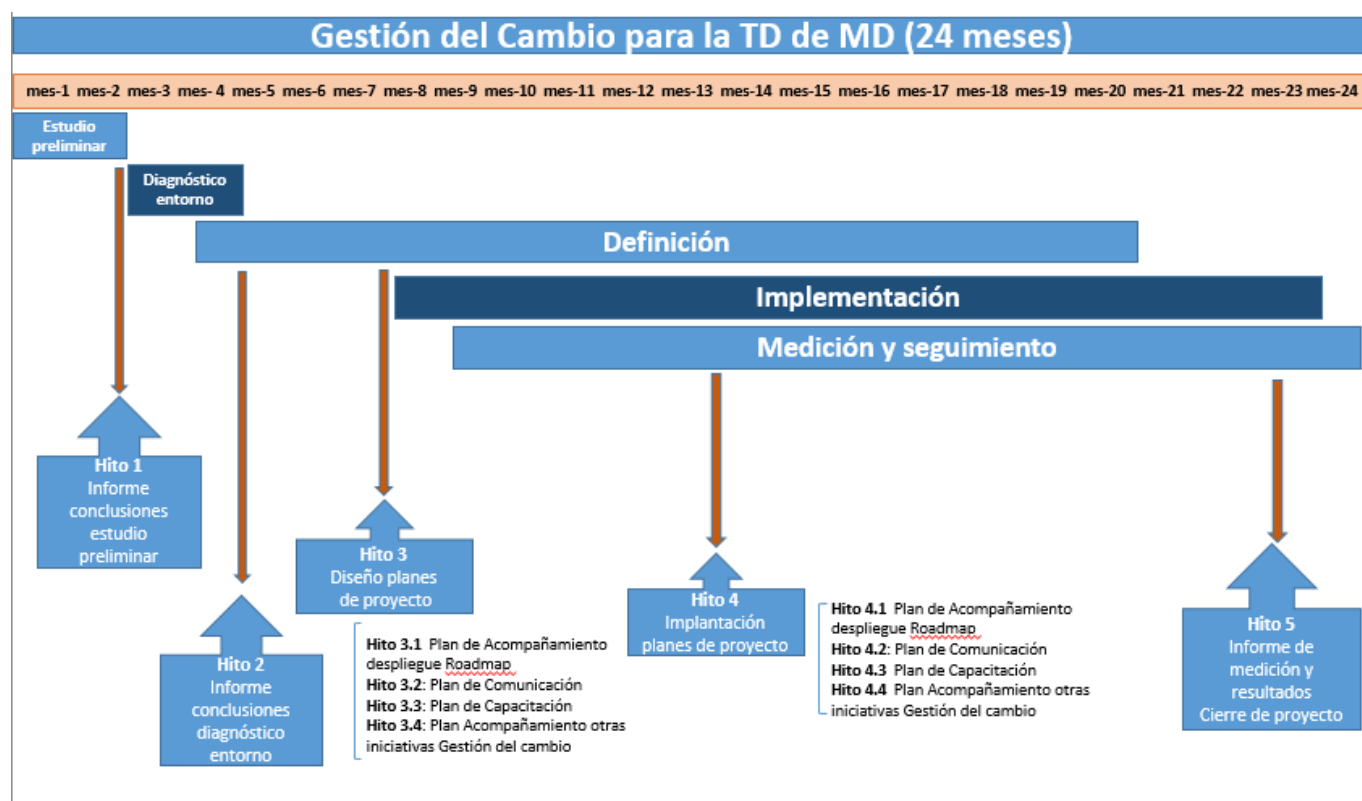 Gestión del Cambio para la TD de MD (24 meses)
mes-1 mes-2 mes-3 mes- 4 mes-5 mes-6 mes-7 mes-8 mes-9 mes-10 mes-11 mes-12 mes-13 mes-14 mes-15 mes-16 mes-17 mes-18 mes-19 mes-20 mes-21 mes-22 mes-23 mes-24
Estudio
preliminar
Diagnóstico
entorno
Definición
Implementación
Medición y seguimiento
Hito 1
Informe
conclusiones
estudio
preliminar
Hito 2
Informe
conclusiones
diagnóstico
entorno
Hito 3
Diseño planes
de proyecto
Hito 3.1 Plan de Acompañamiento
despliegue Roadmap
Hito 3.2: Plan de Comunicación
Hito 3.3: Plan de Capacitación
Hito 3.4: Plan Acompañamiento otras
iniciativas Gestión del cambio
Hito 4
Implantación
planes de proyecto
Hito 4.1 Plan de Acompañamiento
despliegue Roadmap
Hito 4.2: Plan de Comunicación
Hito 4.3 Plan de Capacitación
Hito 4.4 Plan Acompañamiento otras
iniciativas Gestión del cambio
Hito 5
Informe de
medición y
resultados
Cierre de proyecto